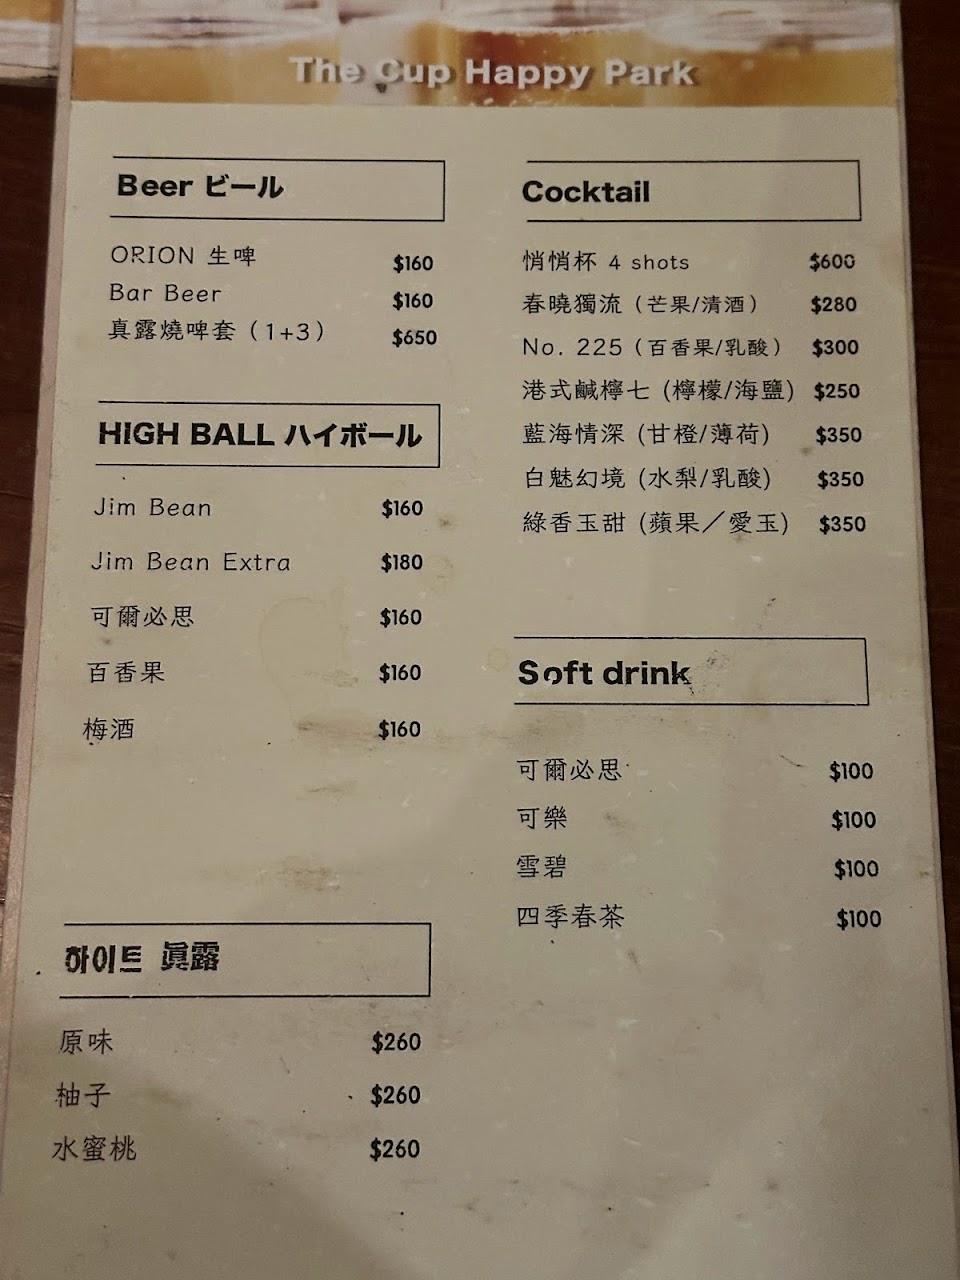 The Cup Happy Park
Beer ビール
ORION 生啤 $160
Bar Beer $160
真露燒啤套（1+3） $650
HIGH BALL ハイボール
Jim Bean $160
Jim Bean Extra $180
可爾必思 $160
百香果 $160
梅酒 $160
하이트 眞露
原味 $260
柚子 $260
水蜜桃 $260
Cocktail
悄悄杯 4 shots $600
春曉獨流（芒果/清酒） $280
No. 225（百香果/乳酸） $300
港式鹹檸七 (檸檬/海鹽) $250
藍海情深 (甘橙/薄荷) $350
白魅幻境 (水梨/乳酸) $350
綠香玉甜 (蘋果／愛玉) $350
Soft drink
可爾必思 $100
可樂 $100
雪碧 $100
四季春茶 $100